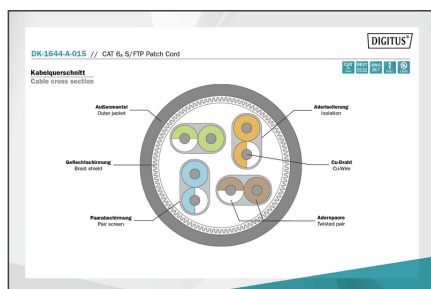 DIGITUS®
DK-1644-A-015 // CAT 6A S/FTP Patch Cord
Kabelquerschnitt
Cable cross section
Außenmantel
Outer jacket
Aderisolierung
Isolation
Geflechtschirmung
Braid shield
Cu-Draht
Cu-Wire
Paarabschirmung
Pair screen
Adernpaare
Twisted pair